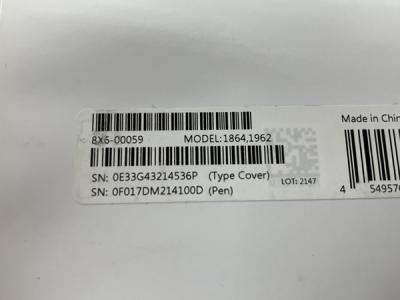 8X6-00059 MODEL:1864,1962
Made in Chin
SN: 0E33G43214536P (Type Cover)
LOT: 2147
SN: 0F017DM214100D (Pen)
4 549576